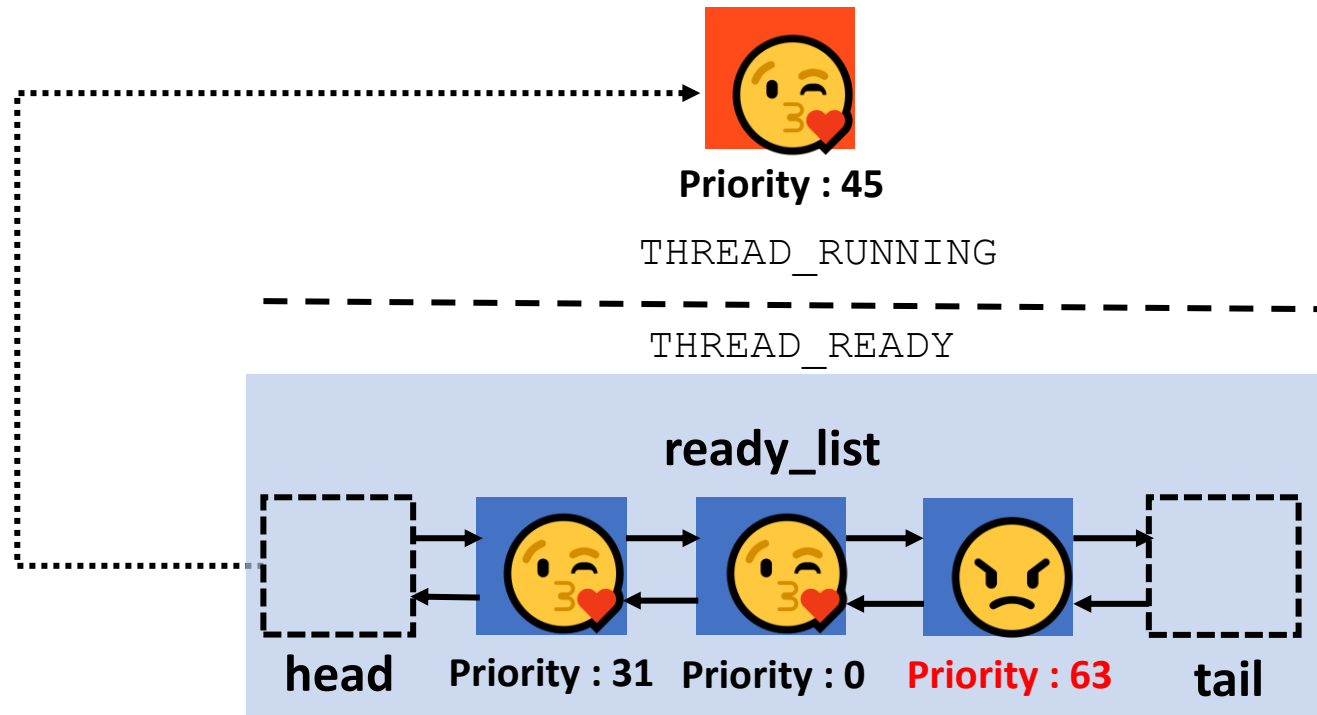 Priority : 45
THREAD_RUNNING
THREAD_READY
ready_list
head
Priority : 31
Priority : 0
Priority : 63
tail